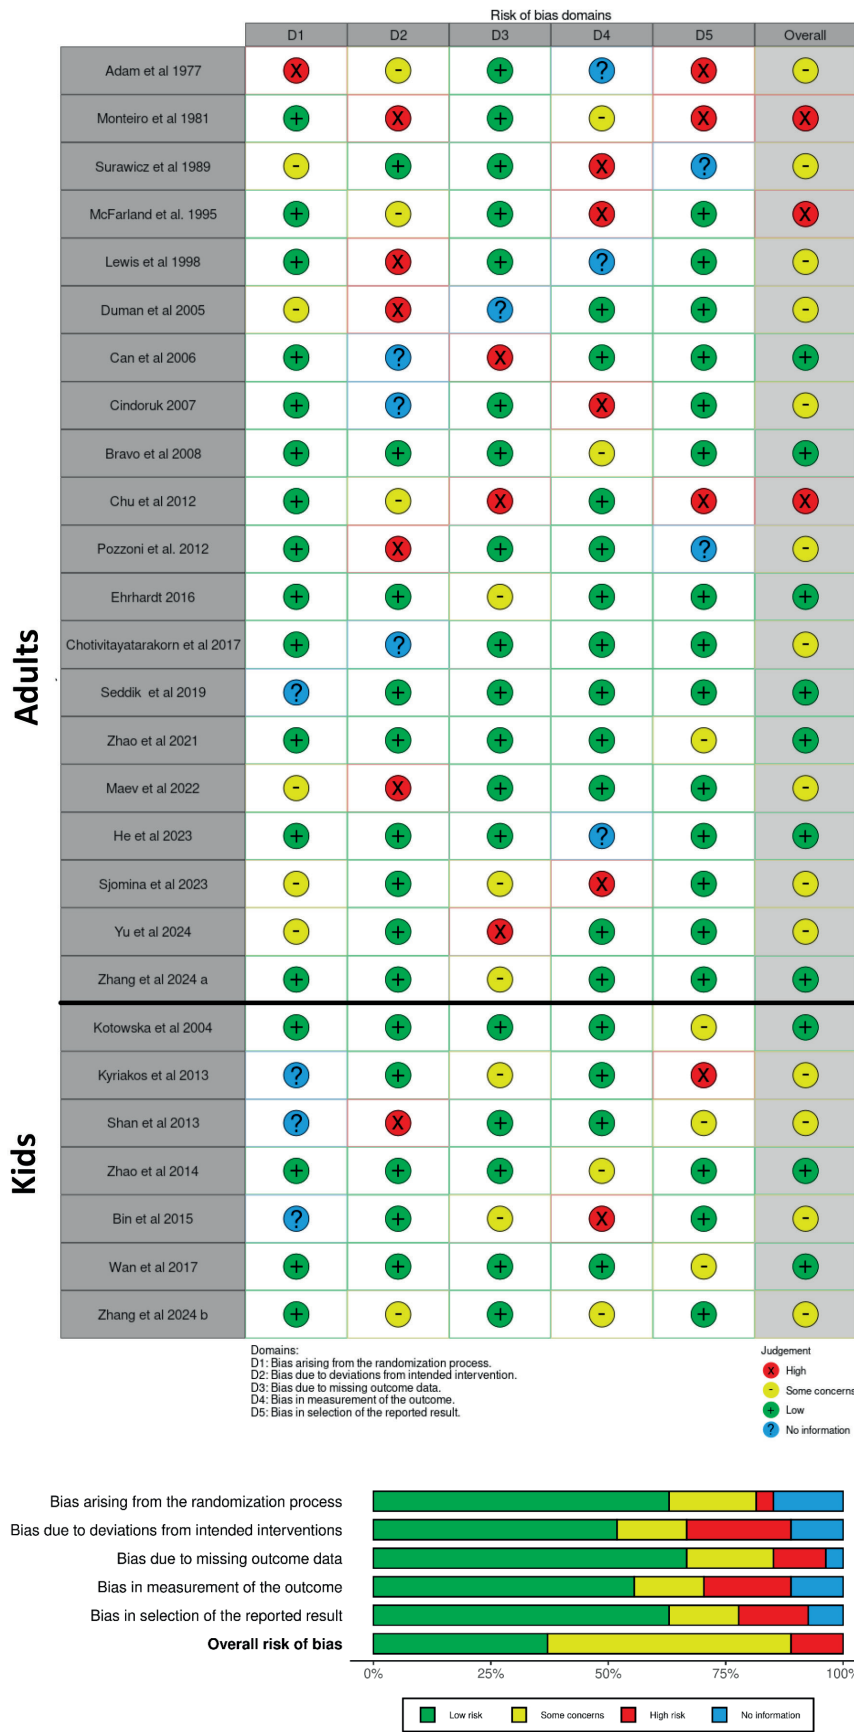 Risk of bias domains
D1 D2 D3 D4 D5 Overall
Adults
Adam et al 1977 X - + ? X -
Monteiro et al 1981 + X + - X X
Surawicz et al 1989 - + + X ? -
McFarland et al. 1995 + - + X + X
Lewis et al 1998 + X + ? + -
Duman et al 2005 - X ? + + -
Can et al 2006 + ? X + + +
Cindoruk 2007 + ? + X + -
Bravo et al 2008 + + + - + +
Chu et al 2012 + - X + X X
Pozzoni et al. 2012 + X + + ? -
Ehrhardt 2016 + + - + + +
Chotivitayatarakorn et al 2017 + ? + + + -
Seddik et al 2019 ? + + + + +
Zhao et al 2021 + + + + - +
Maev et al 2022 - X + + + -
He et al 2023 + + + ? + +
Sjomina et al 2023 - + - X + -
Yu et al 2024 - + X + + -
Zhang et al 2024 a + + - + + +
Kids
Kotowska et al 2004 + + + + - +
Kyriakos et al 2013 ? + - + X -
Shan et al 2013 ? X + + - -
Zhao et al 2014 + + + - + +
Bin et al 2015 ? + - X + -
Wan et al 2017 + + + + - +
Zhang et al 2024 b + - + - + -
Domains:
D1: Bias arising from the randomization process.
D2: Bias due to deviations from intended intervention.
D3: Bias due to missing outcome data.
D4: Bias in measurement of the outcome.
D5: Bias in selection of the reported result.
Judgement
X High
- Some concerns
+ Low
? No information
Bias arising from the randomization process
Bias due to deviations from intended interventions
Bias due to missing outcome data
Bias in measurement of the outcome
Bias in selection of the reported result
Overall risk of bias
0% 25% 50% 75% 100%
Low risk Some concerns High risk No information